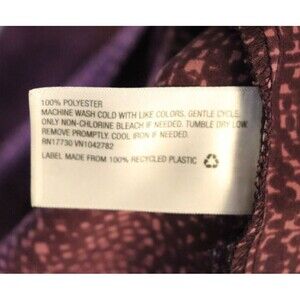 100% POLYESTER
MACHINE WASH COLD WITH LIKE COLORS. GENTLE CYCLE.
ONLY NON-CHLORINE BLEACH IF NEEDED. TUMBLE DRY LOW.
REMOVE PROMPTLY. COOL IRON IF NEEDED.
RN17730 VN1042782
LABEL MADE FROM 100% RECYCLED PLASTIC